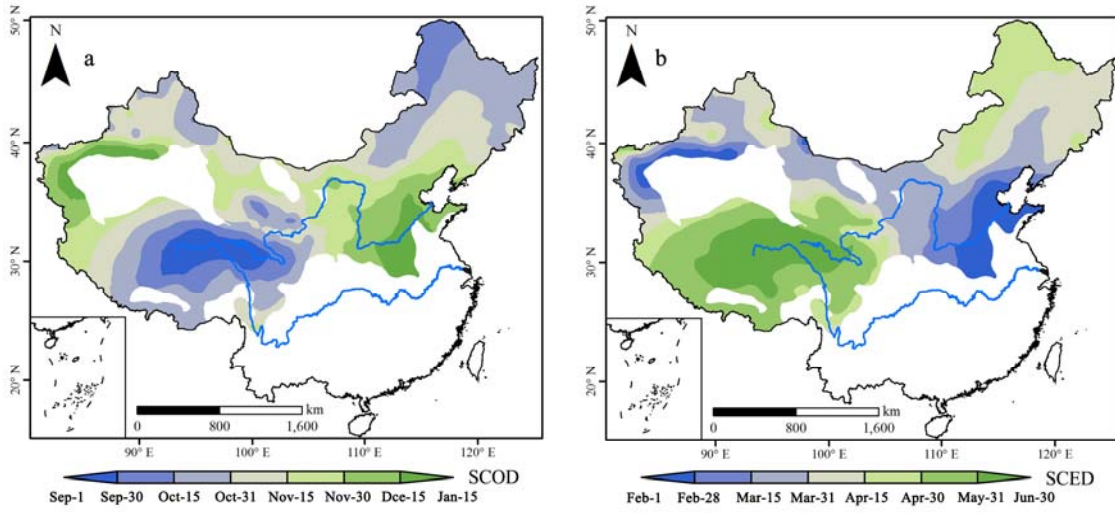 50° N
N
a
40° N
30° N
20° N
km
0 800 1,600
90° E 100° E 110° E 120° E
SCOD
Sep-1 Sep-30 Oct-15 Oct-31 Nov-15 Nov-30 Dce-15 Jan-15
50° N
N
b
40° N
30° N
20° N
km
0 800 1,600
90° E 100° E 110° E 120° E
SCED
Feb-1 Feb-28 Mar-15 Mar-31 Apr-15 Apr-30 May-31 Jun-30